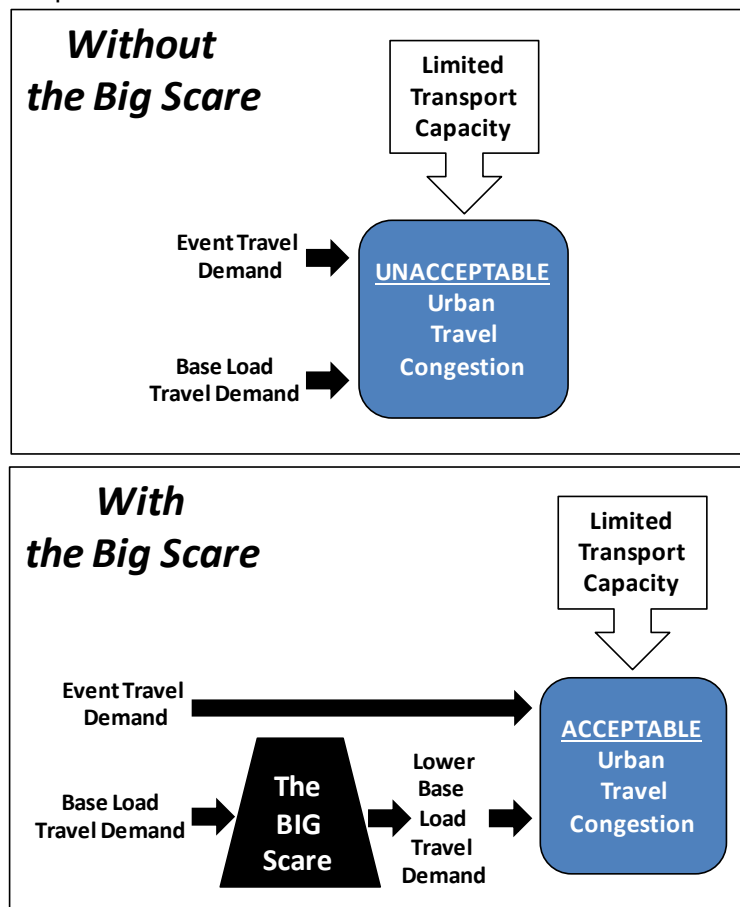 Without
the Big Scare
Limited
Transport
Capacity
Event Travel
Demand
UNACCEPTABLE
Urban
Travel
Congestion
Base Load
Travel Demand
With
the Big Scare
Limited
Transport
Capacity
Event Travel
Demand
Base Load
Travel Demand
The
BIG
Scare
Lower
Base
Load
Travel
Demand
ACCEPTABLE
Urban
Travel
Congestion